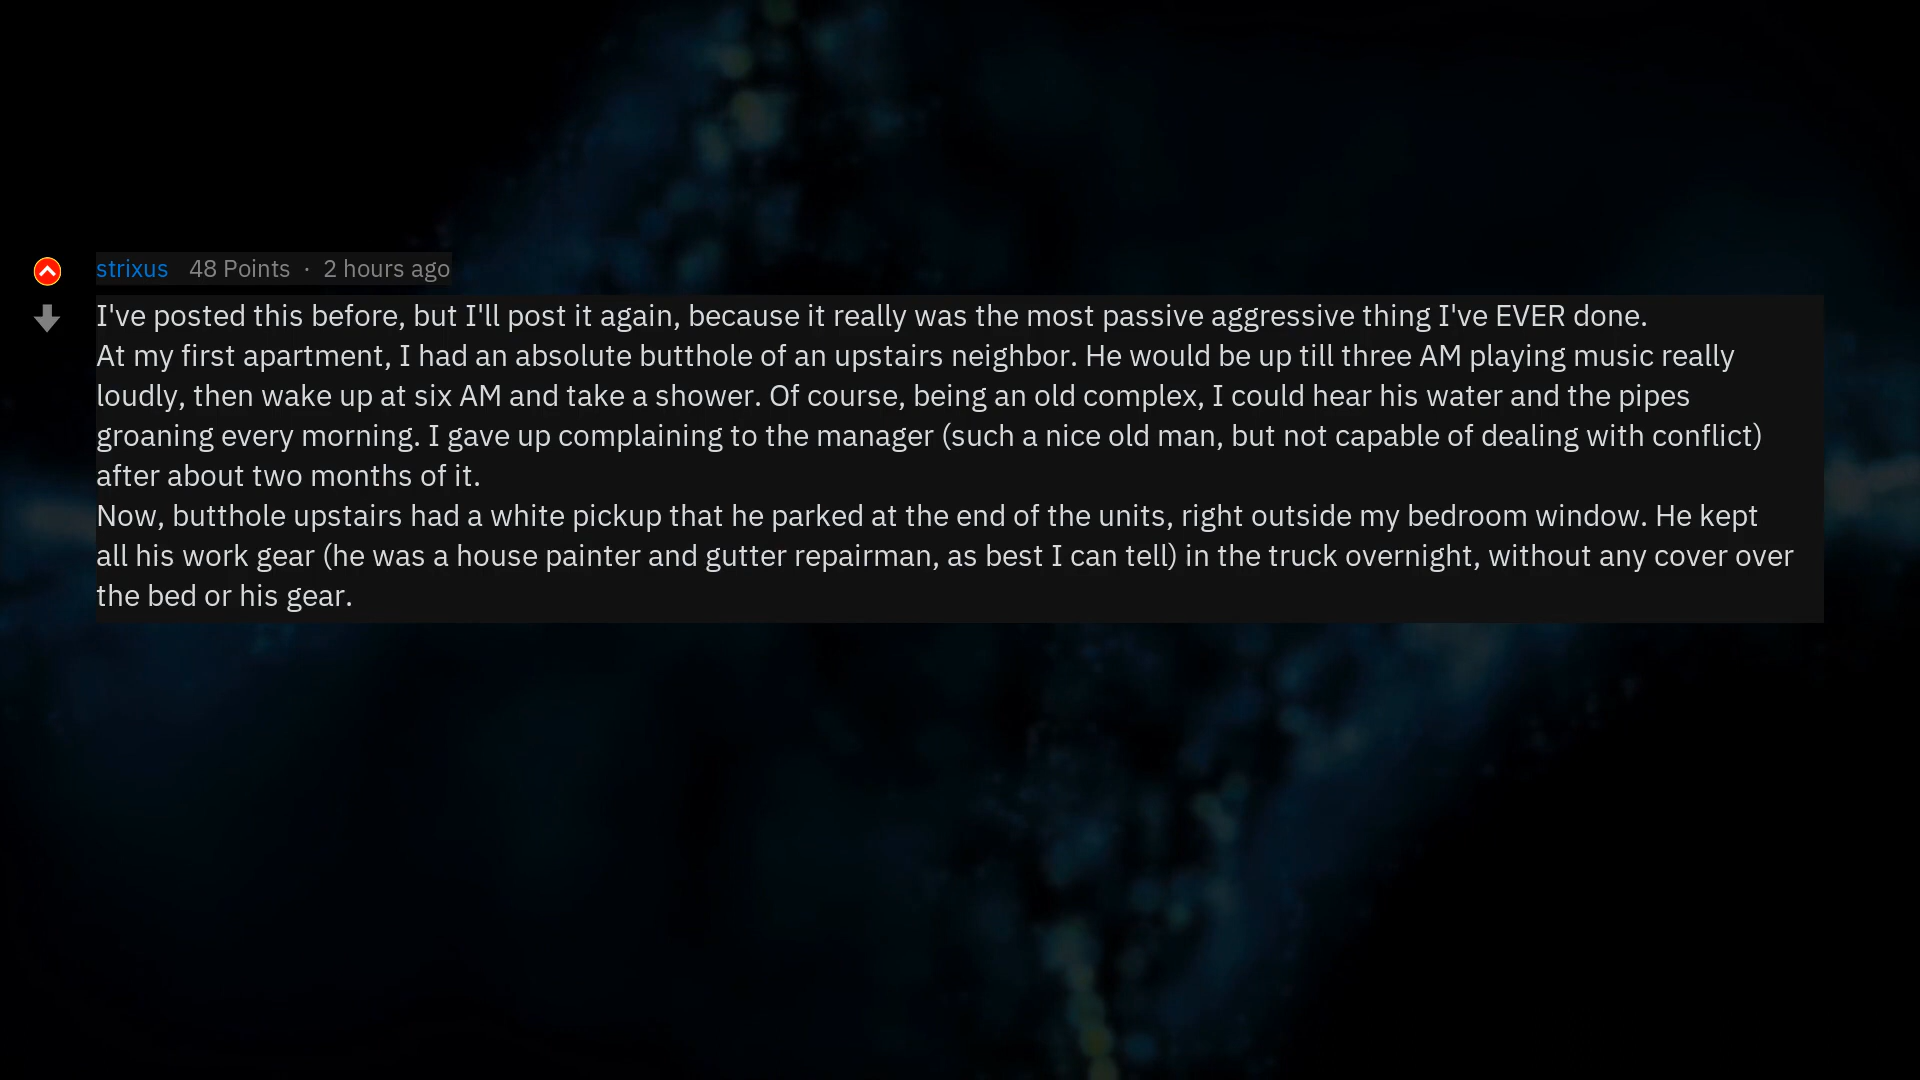 strixus 48 Points · 2 hours ago
I've posted this before, but I'll post it again, because it really was the most passive aggressive thing I've EVER done.
At my first apartment, I had an absolute butthole of an upstairs neighbor. He would be up till three AM playing music really
loudly, then wake up at six AM and take a shower. Of course, being an old complex, I could hear his water and the pipes
groaning every morning. I gave up complaining to the manager (such a nice old man, but not capable of dealing with conflict)
after about two months of it.
Now, butthole upstairs had a white pickup that he parked at the end of the units, right outside my bedroom window. He kept
all his work gear (he was a house painter and gutter repairman, as best I can tell) in the truck overnight, without any cover over
the bed or his gear.